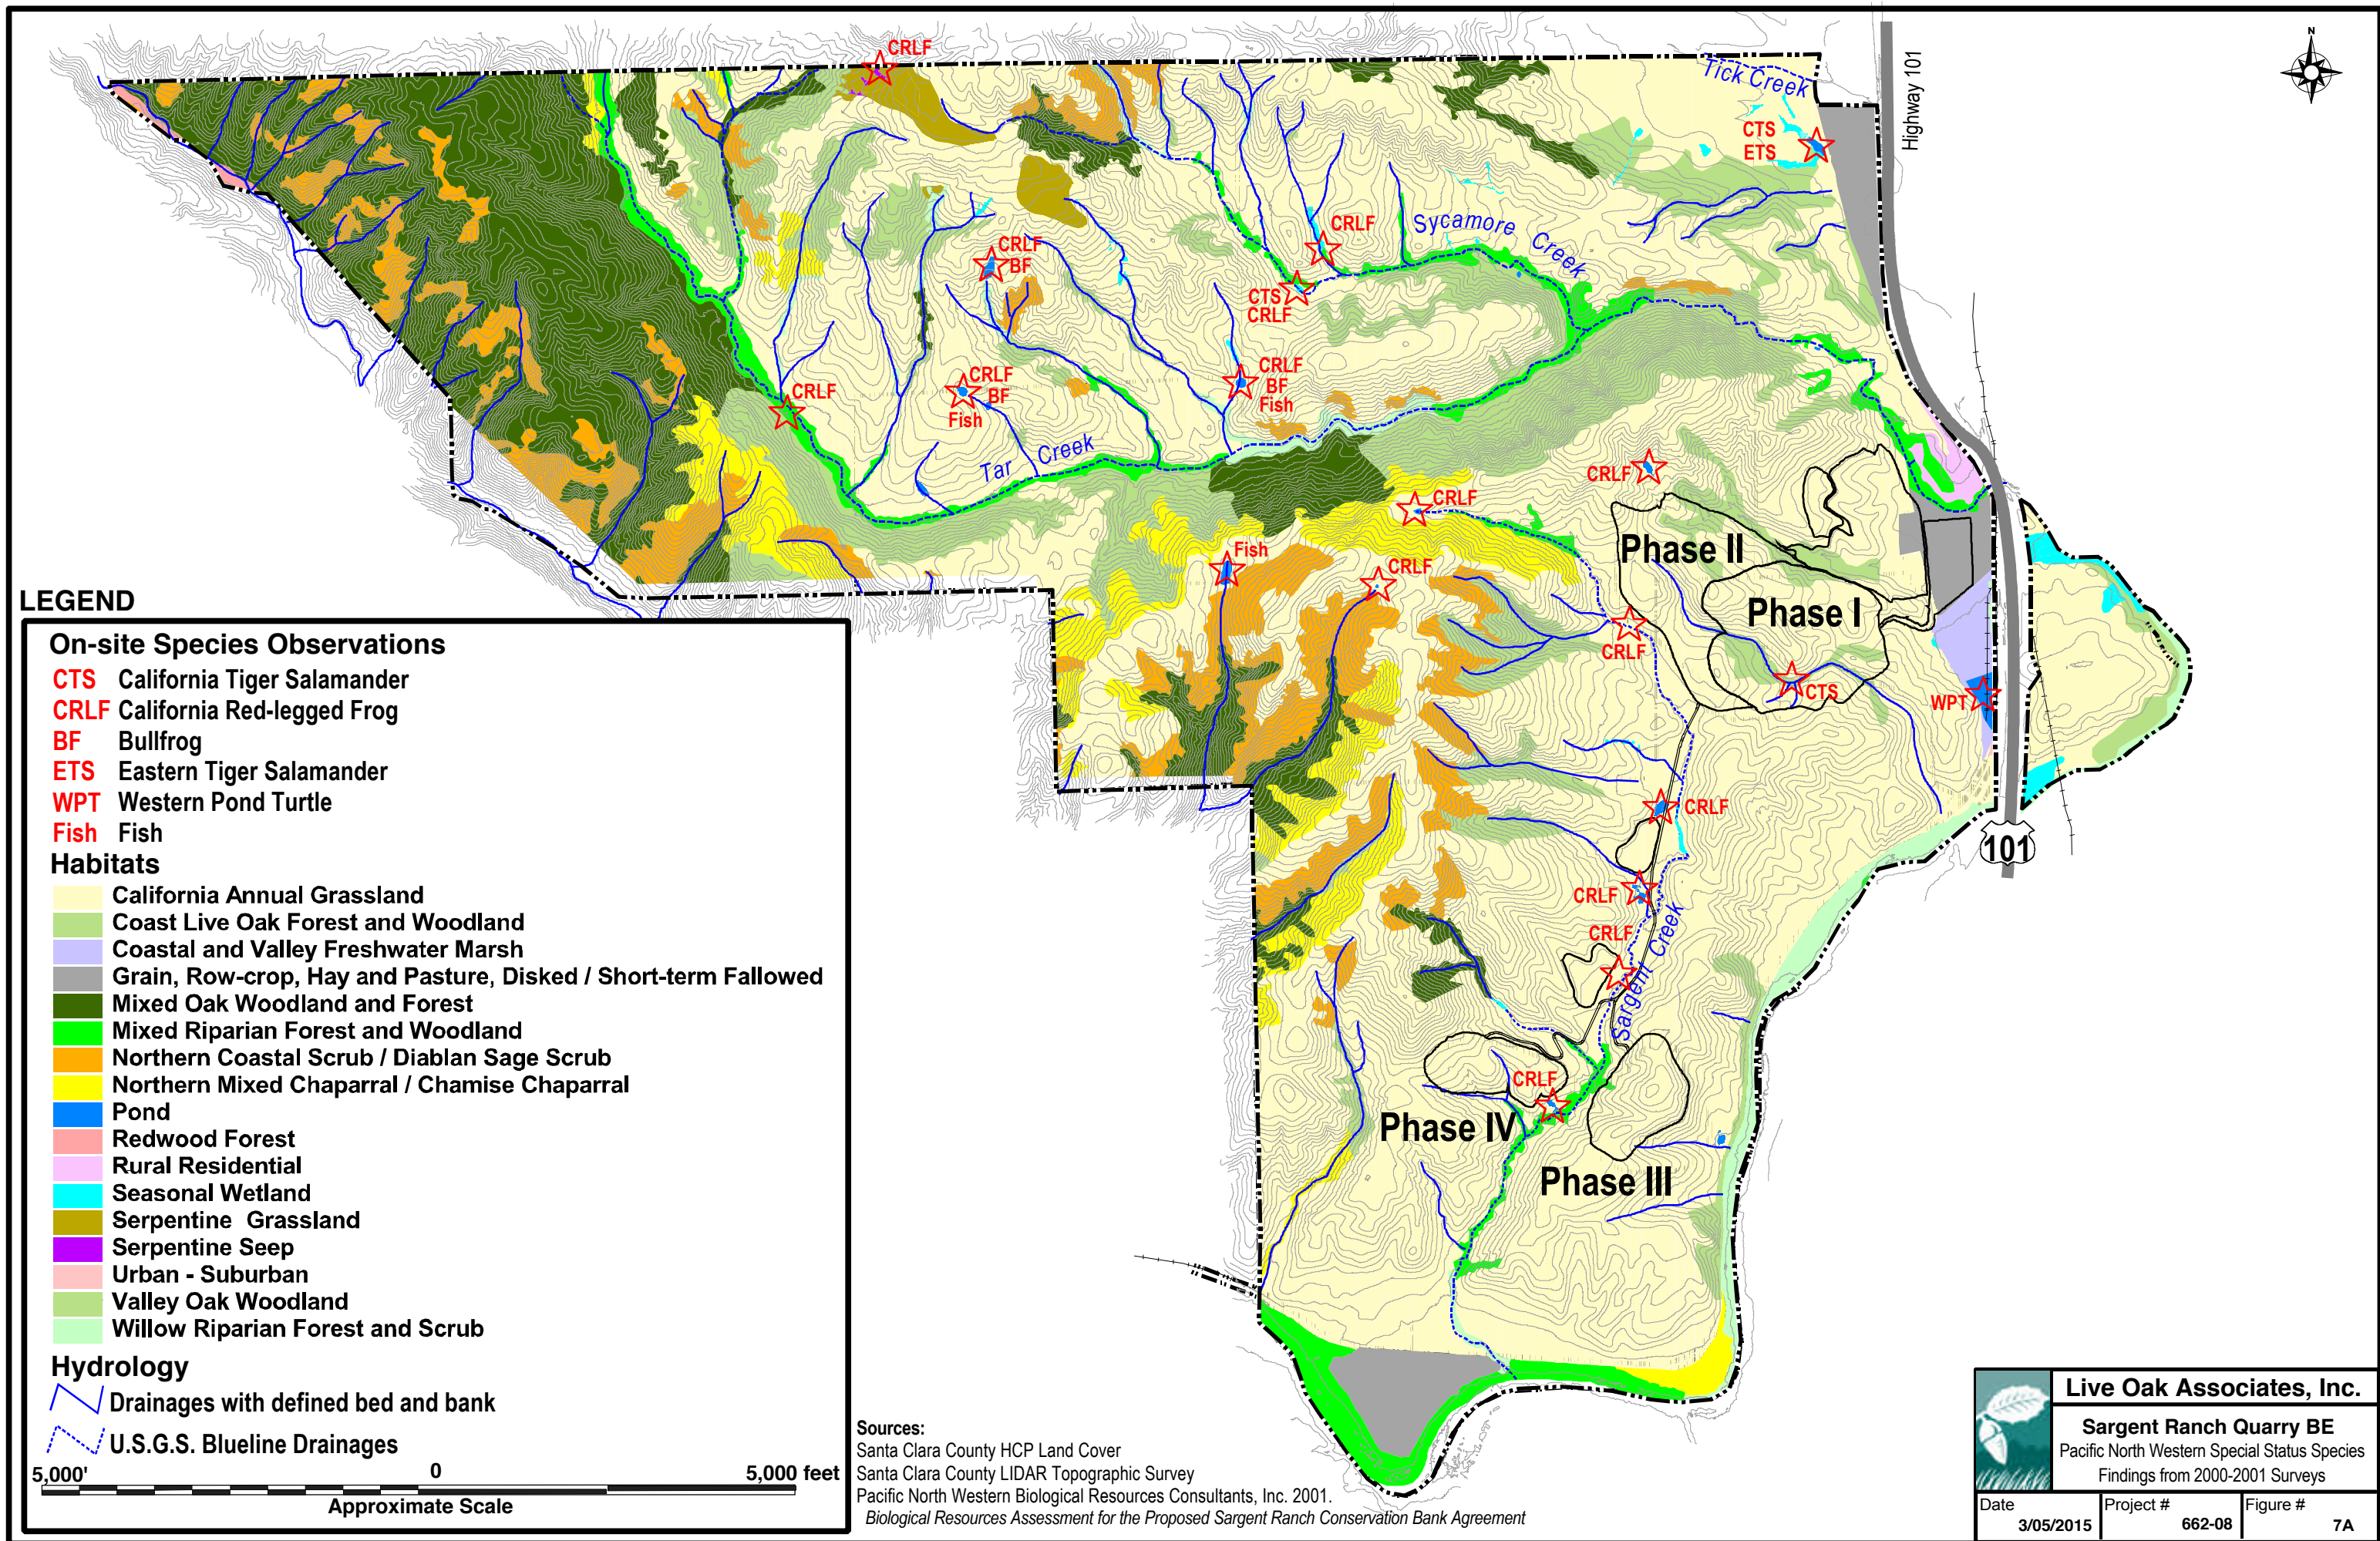 CRLF
N
Tick Creek
Highway 101
CTS
ETS
CRLF
Sycamore Creek
CRLF
BF
CTS
CRLF
CRLF
BF
Fish
CRLF
BF
Fish
CRLF
Tar Creek
CRLF
CRLF
Phase II
Fish
CRLF
Phase I
CRLF
CTS
WPT
CRLF
101
CRLF
CRLF
Sargent Creek
CRLF
Phase IV
Phase III
LEGEND
On-site Species Observations
CTS California Tiger Salamander
CRLF California Red-legged Frog
BF Bullfrog
ETS Eastern Tiger Salamander
WPT Western Pond Turtle
Fish Fish
Habitats
California Annual Grassland
Coast Live Oak Forest and Woodland
Coastal and Valley Freshwater Marsh
Grain, Row-crop, Hay and Pasture, Disked / Short-term Fallowed
Mixed Oak Woodland and Forest
Mixed Riparian Forest and Woodland
Northern Coastal Scrub / Diablan Sage Scrub
Northern Mixed Chaparral / Chamise Chaparral
Pond
Redwood Forest
Rural Residential
Seasonal Wetland
Serpentine Grassland
Serpentine Seep
Urban - Suburban
Valley Oak Woodland
Willow Riparian Forest and Scrub
Hydrology
Drainages with defined bed and bank
U.S.G.S. Blueline Drainages
5,000' 0 5,000 feet
Approximate Scale
Sources:
Santa Clara County HCP Land Cover
Santa Clara County LIDAR Topographic Survey
Pacific North Western Biological Resources Consultants, Inc. 2001.
Biological Resources Assessment for the Proposed Sargent Ranch Conservation Bank Agreement
Live Oak Associates, Inc.
Sargent Ranch Quarry BE
Pacific North Western Special Status Species
Findings from 2000-2001 Surveys
Date Project # Figure #
3/05/2015 662-08 7A